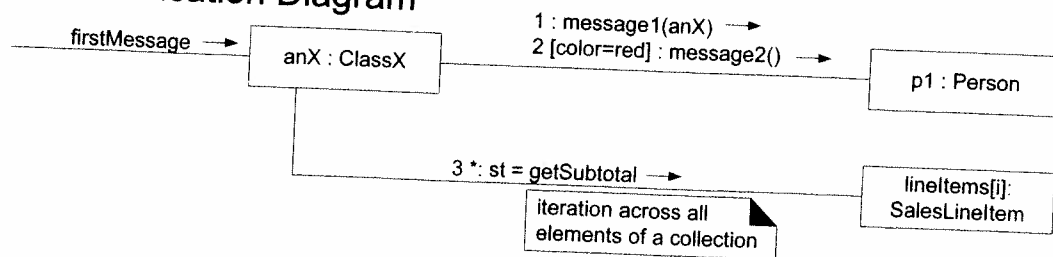 Diagram
firstMessage
anX : ClassX
1 : message1(anX)
2 [color=red] : message2()
p1 : Person
3 *: st = getSubtotal
lineItems[i]:
SalesLineItem
iteration across all
elements of a collection